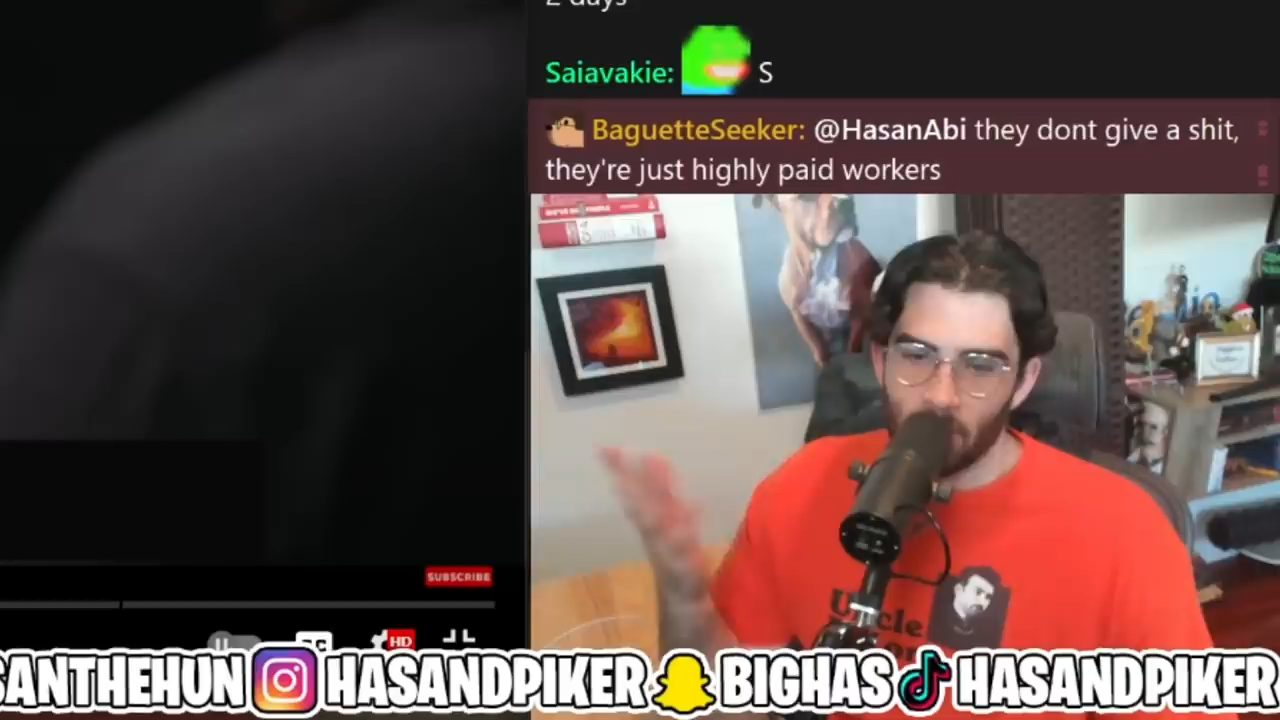 2 days
Saiavakie: S
BaguetteSeeker: @HasanAbi they dont give a shit,
they're just highly paid workers
SUBSCRIBE
HD
Uncle
SANTHEHUN HASANDPIKER BIGHAS HASANDPIKER